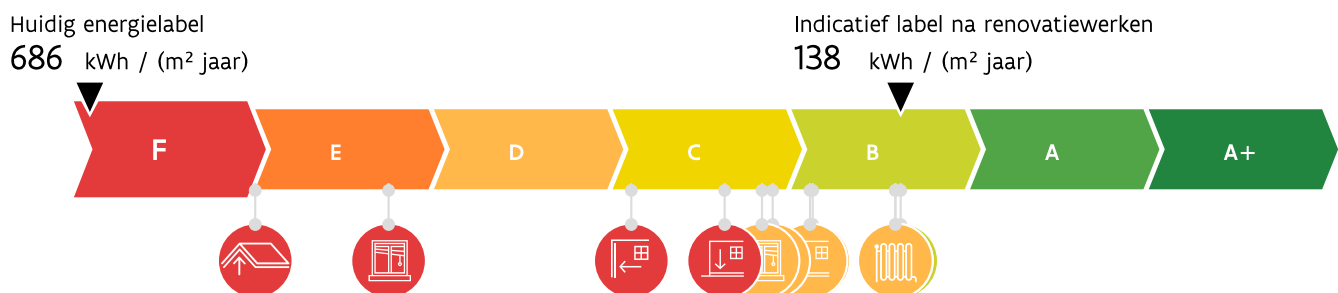 Huidig energielabel
686 kWh / (m² jaar)
Indicatief label na renovatiewerken
138 kWh / (m² jaar)
F E D C B A A+